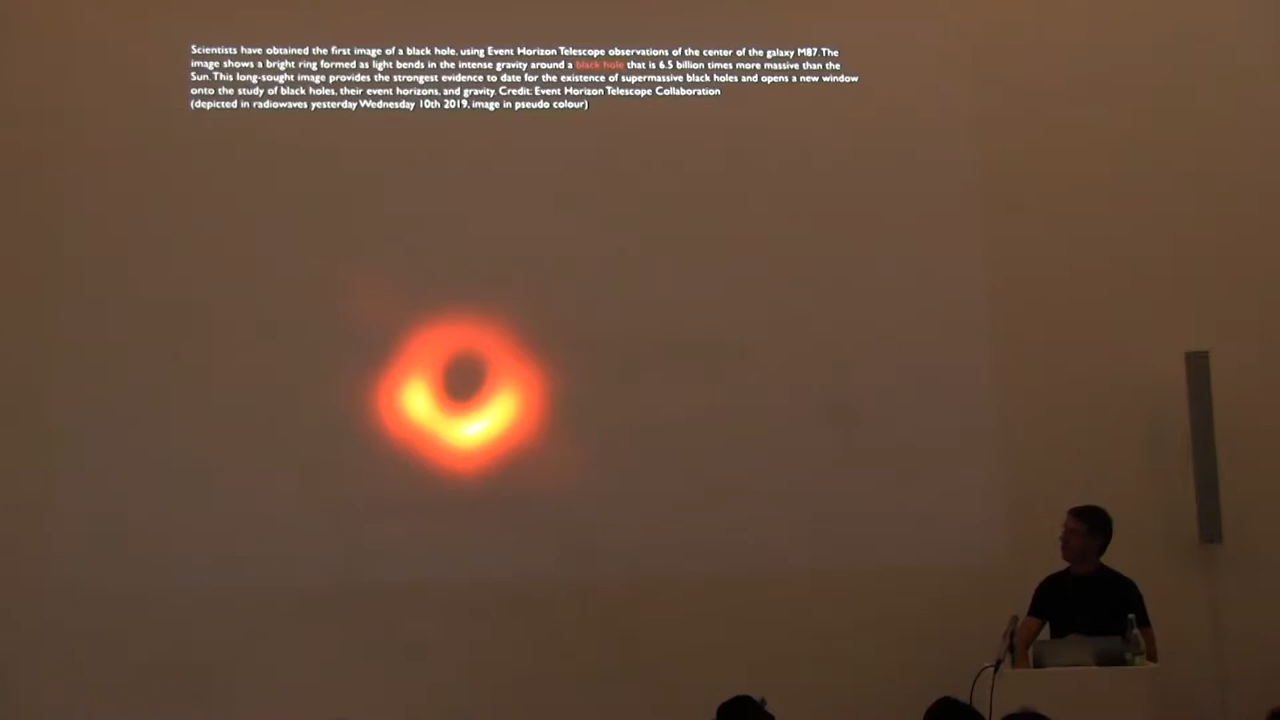 Scientists have obtained the first image of a black hole, using Event Horizon Telescope observations of the center of the galaxy M87. The
image shows a bright ring formed as light bends in the intense gravity around a black hole that is 6.5 billion times more massive than the
Sun. This long-sought image provides the strongest evidence to date for the existence of supermassive black holes and opens a new window
onto the study of black holes, their event horizons, and gravity. Credit: Event Horizon Telescope Collaboration
(depicted in radiowaves yesterday Wednesday 10th 2019, image in pseudo colour)